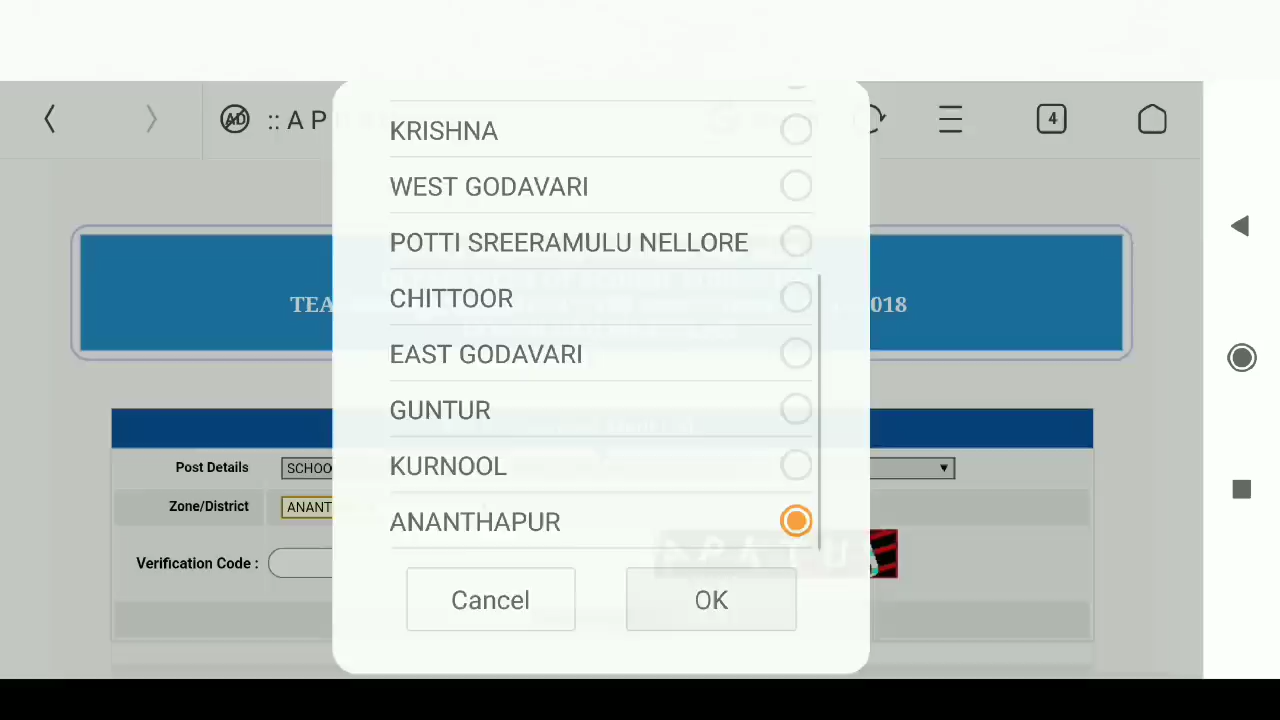 :: A P
4
KRISHNA
WEST GODAVARI
POTTI SREERAMULU NELLORE
TEA
018
CHITTOOR
EAST GODAVARI
GUNTUR
Post Details
SCHOO
KURNOOL
Zone/District
ANANT
ANANTHAPUR
Verification Code :
Cancel
OK